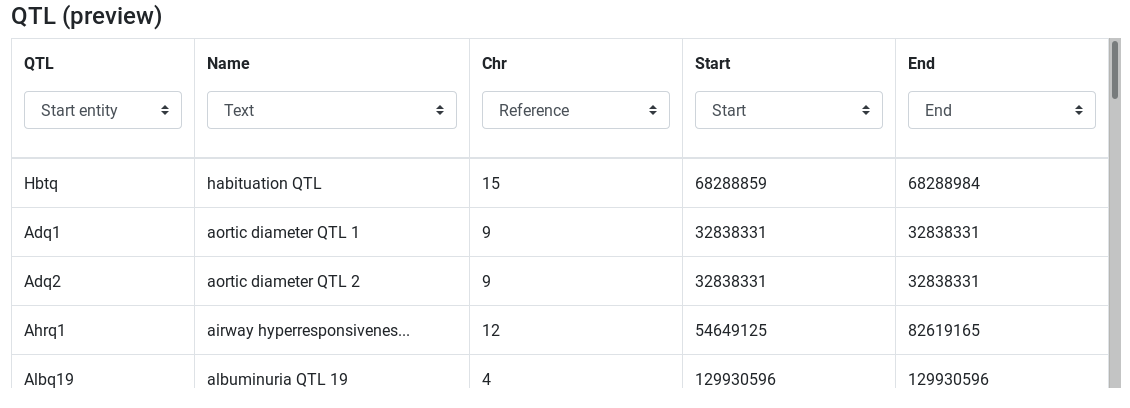 QTL (preview)
QTL Name Chr Start End
Start entity Text Reference Start End
Hbtq habituation QTL 15 68288859 68288984
Adq1 aortic diameter QTL 1 9 32838331 32838331
Adq2 aortic diameter QTL 2 9 32838331 32838331
Ahrq1 airway hyperresponsivenes... 12 54649125 82619165
Albq19 albuminuria QTL 19 4 129930596 129930596